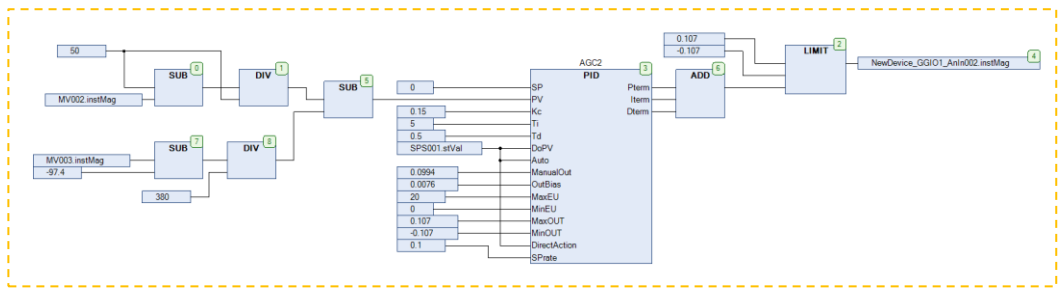 50
SUB 0
DIV 1
MV002.instMag
SUB 5
SUB 7
DIV 8
MV003.instMag
-97.4
380
AGC2
PID 3
0 SP Pterm
PV Iterm
0.15 Kc Dterm
5 Ti
0.5 Td
SPS001.stVal DoPV
Auto
0.0994 ManualOut
0.0076 OutBias
20 MaxEU
0 MinEU
0.107 MaxOUT
-0.107 MinOUT
DirectAction
0.1 SPrate
0.107
-0.107
ADD 6
LIMIT 2
NewDevice_GGIO1_AnIn002.instMag 4